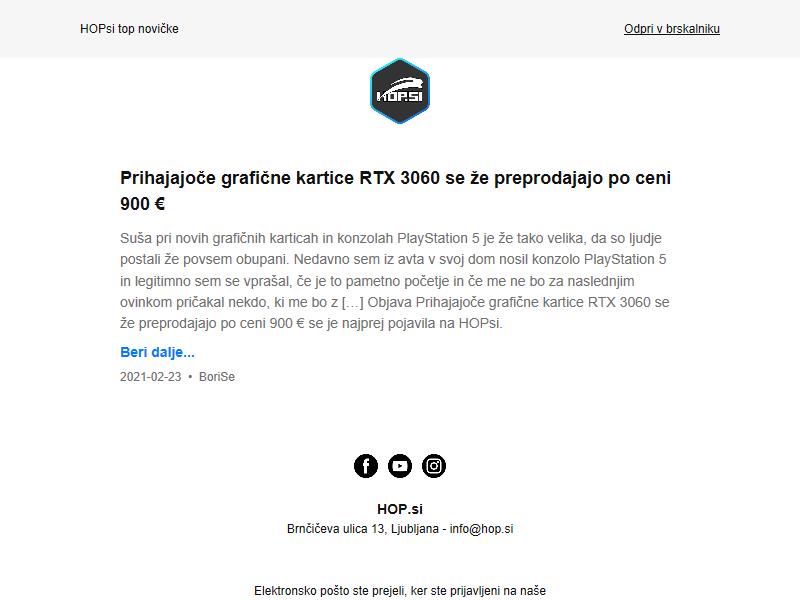 HOPsi top novičke
Odpri v brskalniku
HOP.SI
Prihajajoče grafične kartice RTX 3060 se že preprodajajo po ceni
900 €
Suša pri novih grafičnih karticah in konzolah PlayStation 5 je že tako velika, da so ljudje
postali že povsem obupani. Nedavno sem iz avta v svoj dom nosil konzolo PlayStation 5
in legitimno sem se vprašal, če je to pametno početje in če me ne bo za naslednjim
ovinkom pričakal nekdo, ki me bo z […] Objava Prihajajoče grafične kartice RTX 3060 se
že preprodajajo po ceni 900 € se je najprej pojavila na HOPsi.
Beri dalje...
2021-02-23 • BoriSe
HOP.si
Brnčičeva ulica 13, Ljubljana - info@hop.si
Elektronsko pošto ste prejeli, ker ste prijavljeni na naše